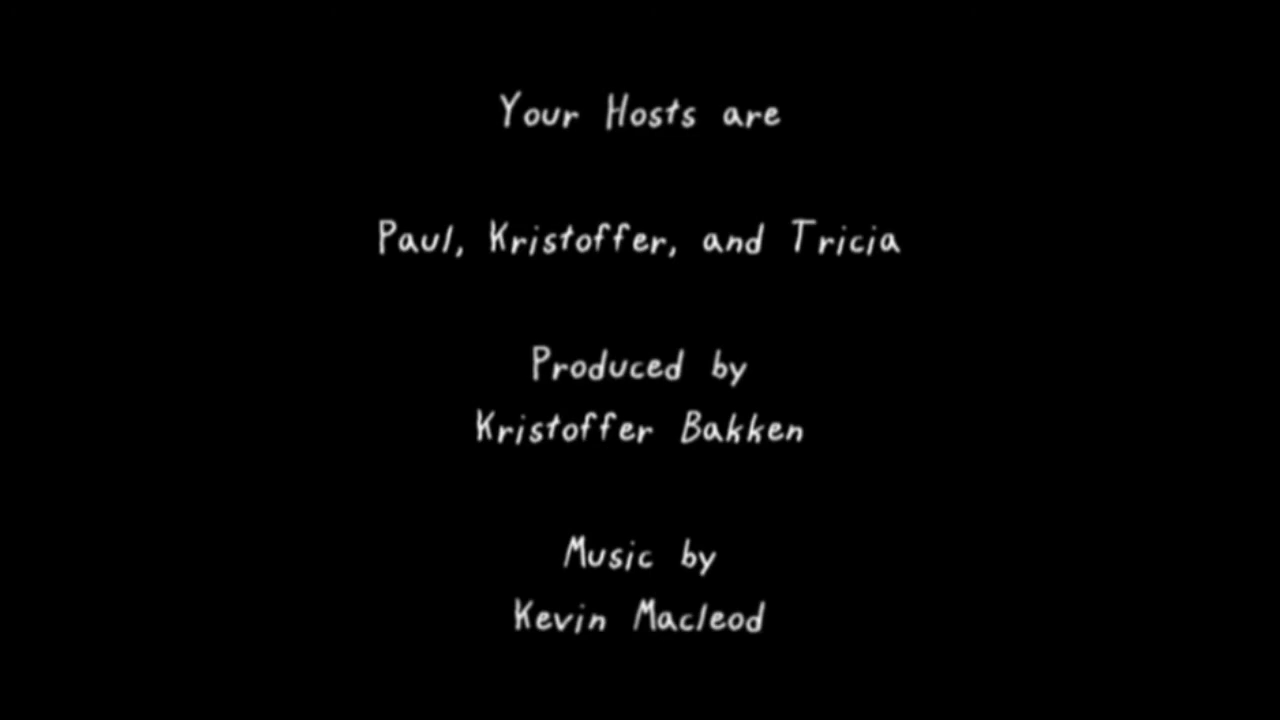 Your Hosts are
Paul, Kristoffer, and Tricia
Produced by
Kristoffer Bakken
Music by
Kevin Macleod